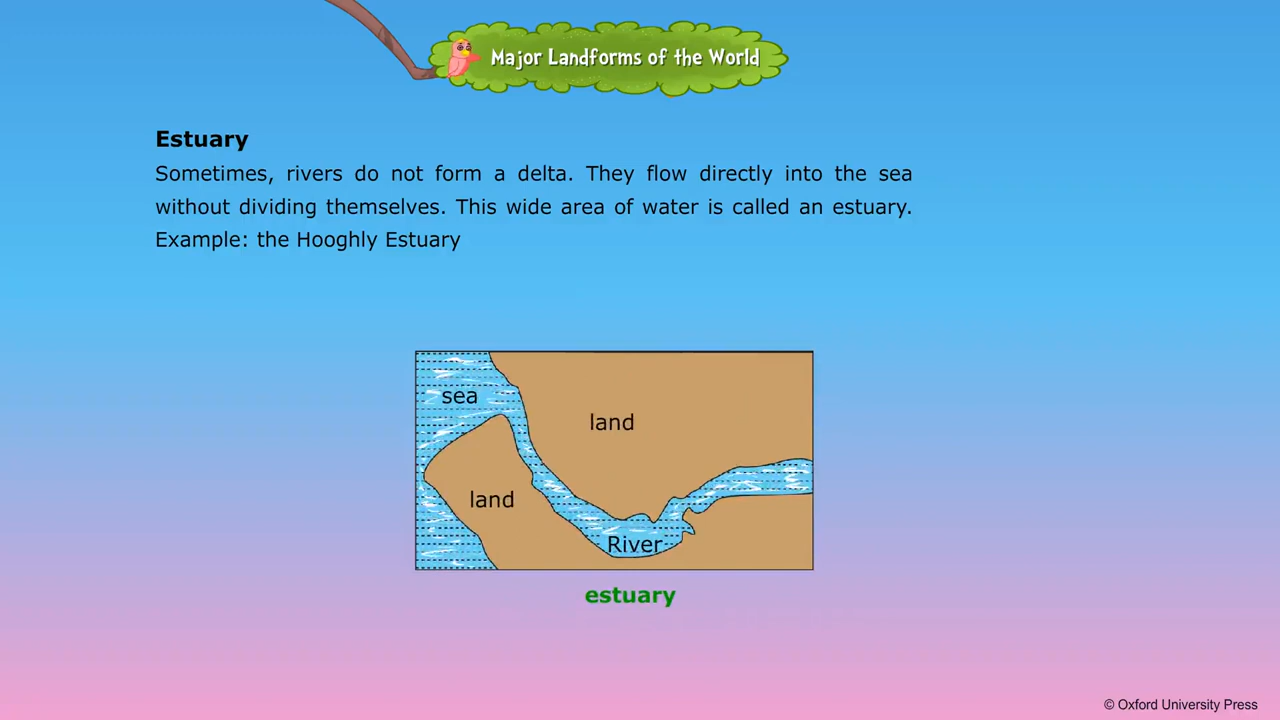 Major Landforms of the World
Estuary
Sometimes, rivers do not form a delta. They flow directly into the sea
without dividing themselves. This wide area of water is called an estuary.
Example: the Hooghly Estuary
sea
land
land
River
estuary
© Oxford University Press